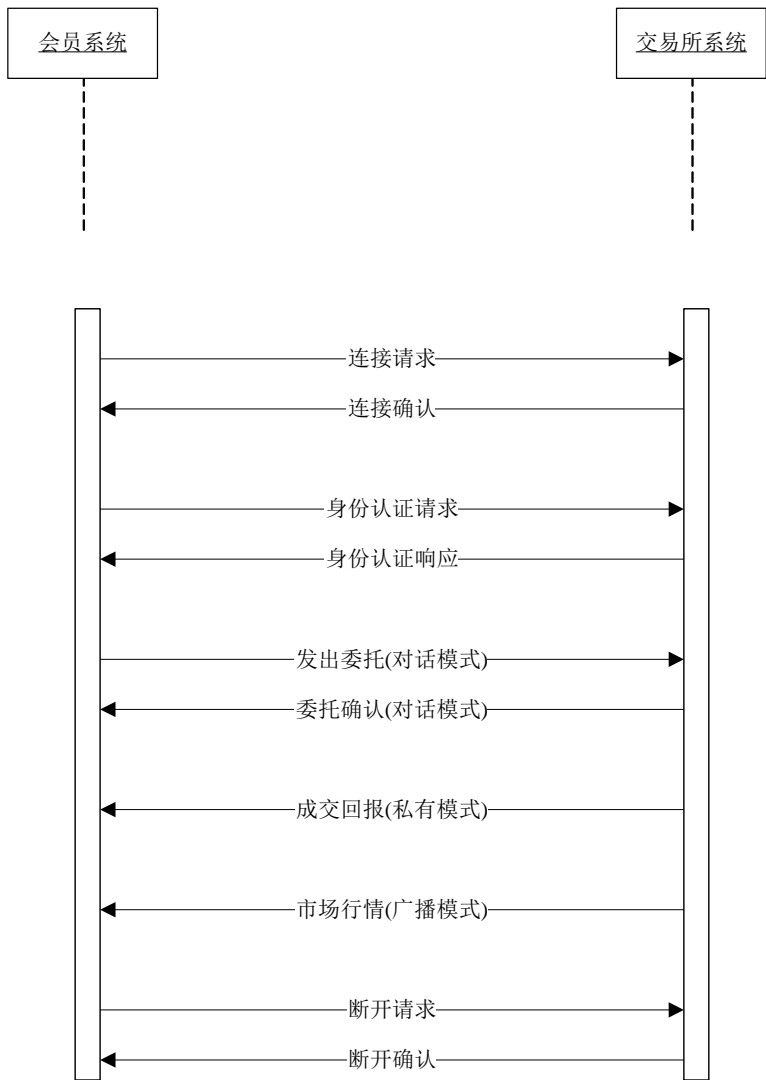 会员系统
交易所系统
连接请求
连接确认
身份认证请求
身份认证响应
发出委托(对话模式)
委托确认(对话模式)
成交回报(私有模式)
市场行情(广播模式)
断开请求
断开确认